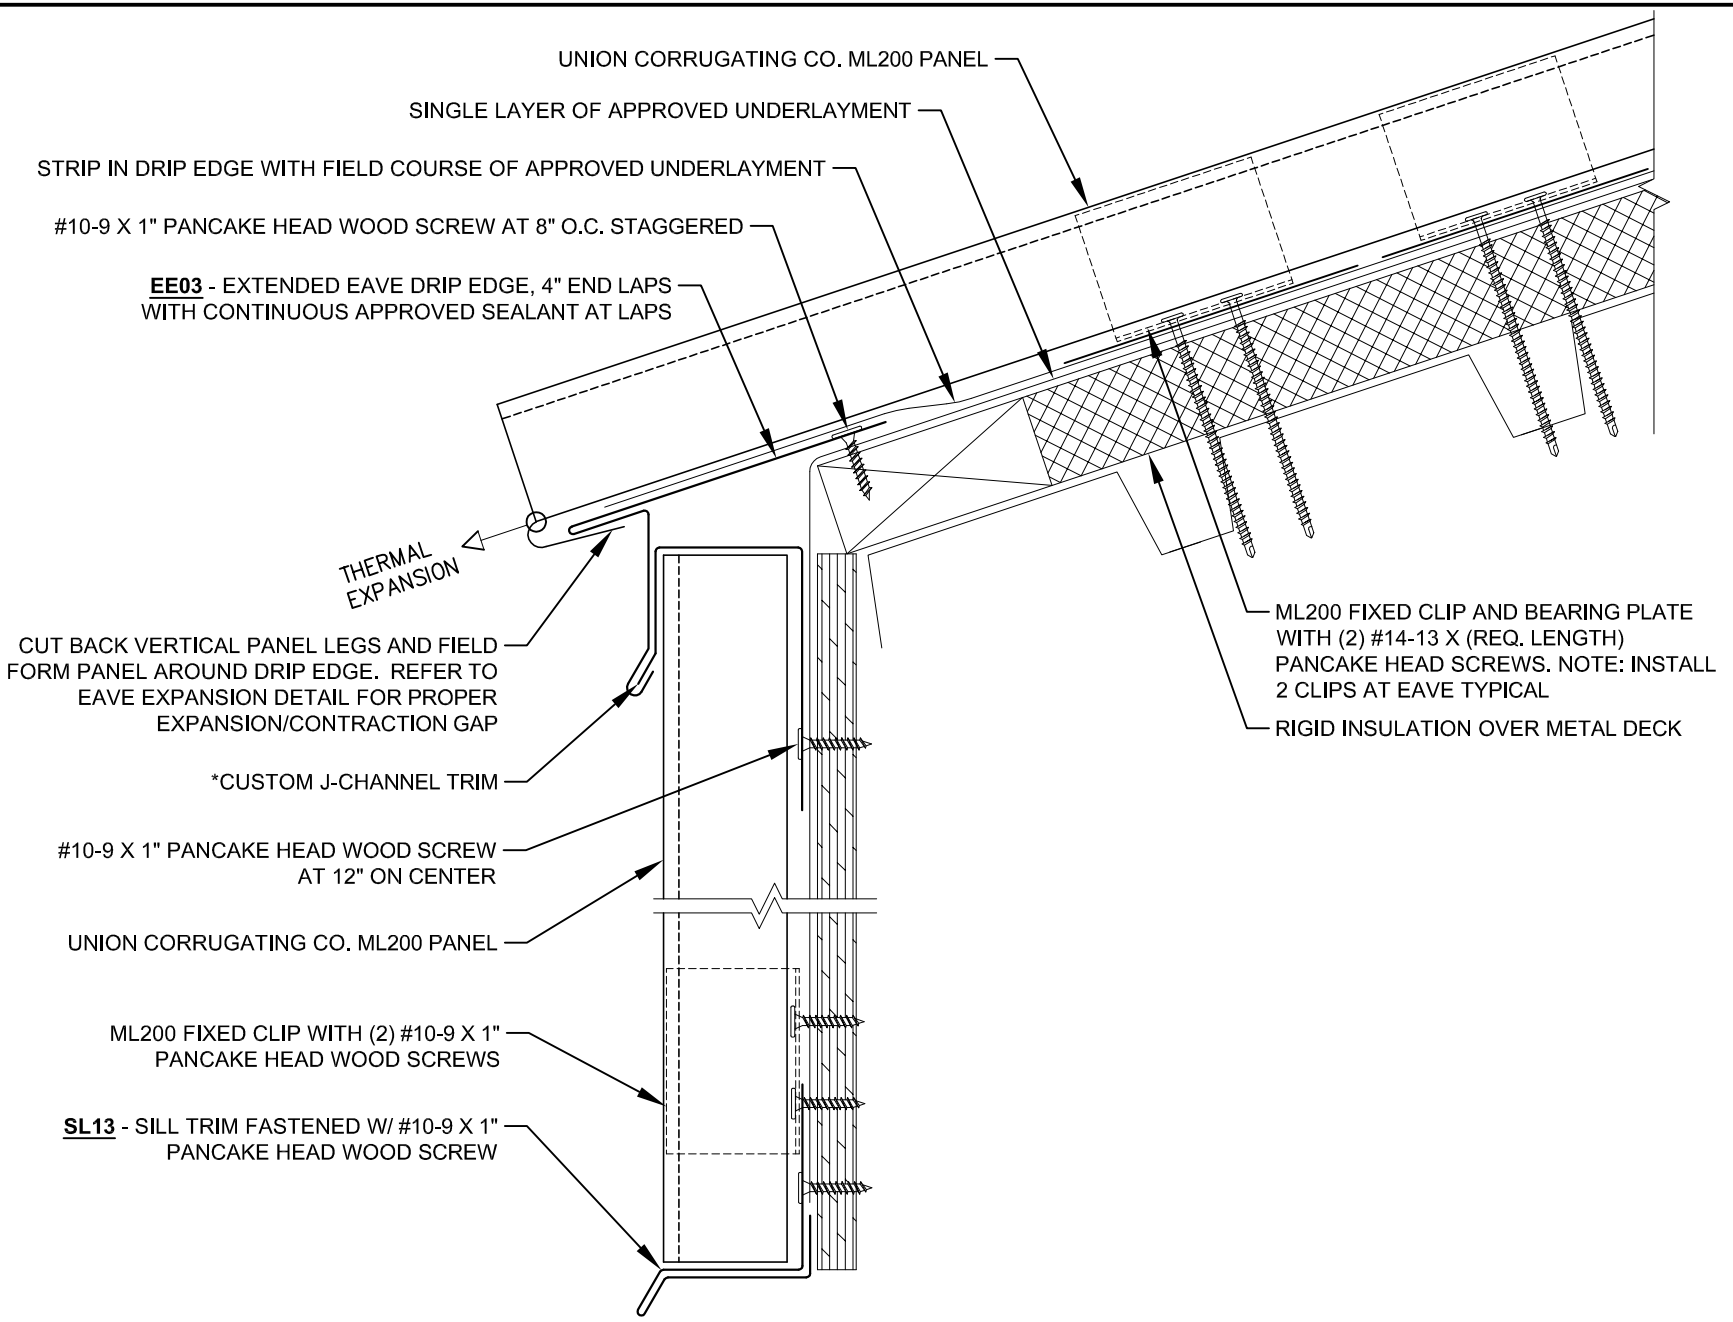 UNION CORRUGATING CO. ML200 PANEL
SINGLE LAYER OF APPROVED UNDERLAYMENT
STRIP IN DRIP EDGE WITH FIELD COURSE OF APPROVED UNDERLAYMENT
#10-9 X 1" PANCAKE HEAD WOOD SCREW AT 8" O.C. STAGGERED
EE03 - EXTENDED EAVE DRIP EDGE, 4" END LAPS
WITH CONTINUOUS APPROVED SEALANT AT LAPS
THERMAL
EXPANSION
CUT BACK VERTICAL PANEL LEGS AND FIELD
FORM PANEL AROUND DRIP EDGE. REFER TO
EAVE EXPANSION DETAIL FOR PROPER
EXPANSION/CONTRACTION GAP
*CUSTOM J-CHANNEL TRIM
#10-9 X 1" PANCAKE HEAD WOOD SCREW
AT 12" ON CENTER
UNION CORRUGATING CO. ML200 PANEL
ML200 FIXED CLIP WITH (2) #10-9 X 1"
PANCAKE HEAD WOOD SCREWS
SL13 - SILL TRIM FASTENED W/ #10-9 X 1"
PANCAKE HEAD WOOD SCREW
ML200 FIXED CLIP AND BEARING PLATE
WITH (2) #14-13 X (REQ. LENGTH)
PANCAKE HEAD SCREWS. NOTE: INSTALL
2 CLIPS AT EAVE TYPICAL
RIGID INSULATION OVER METAL DECK